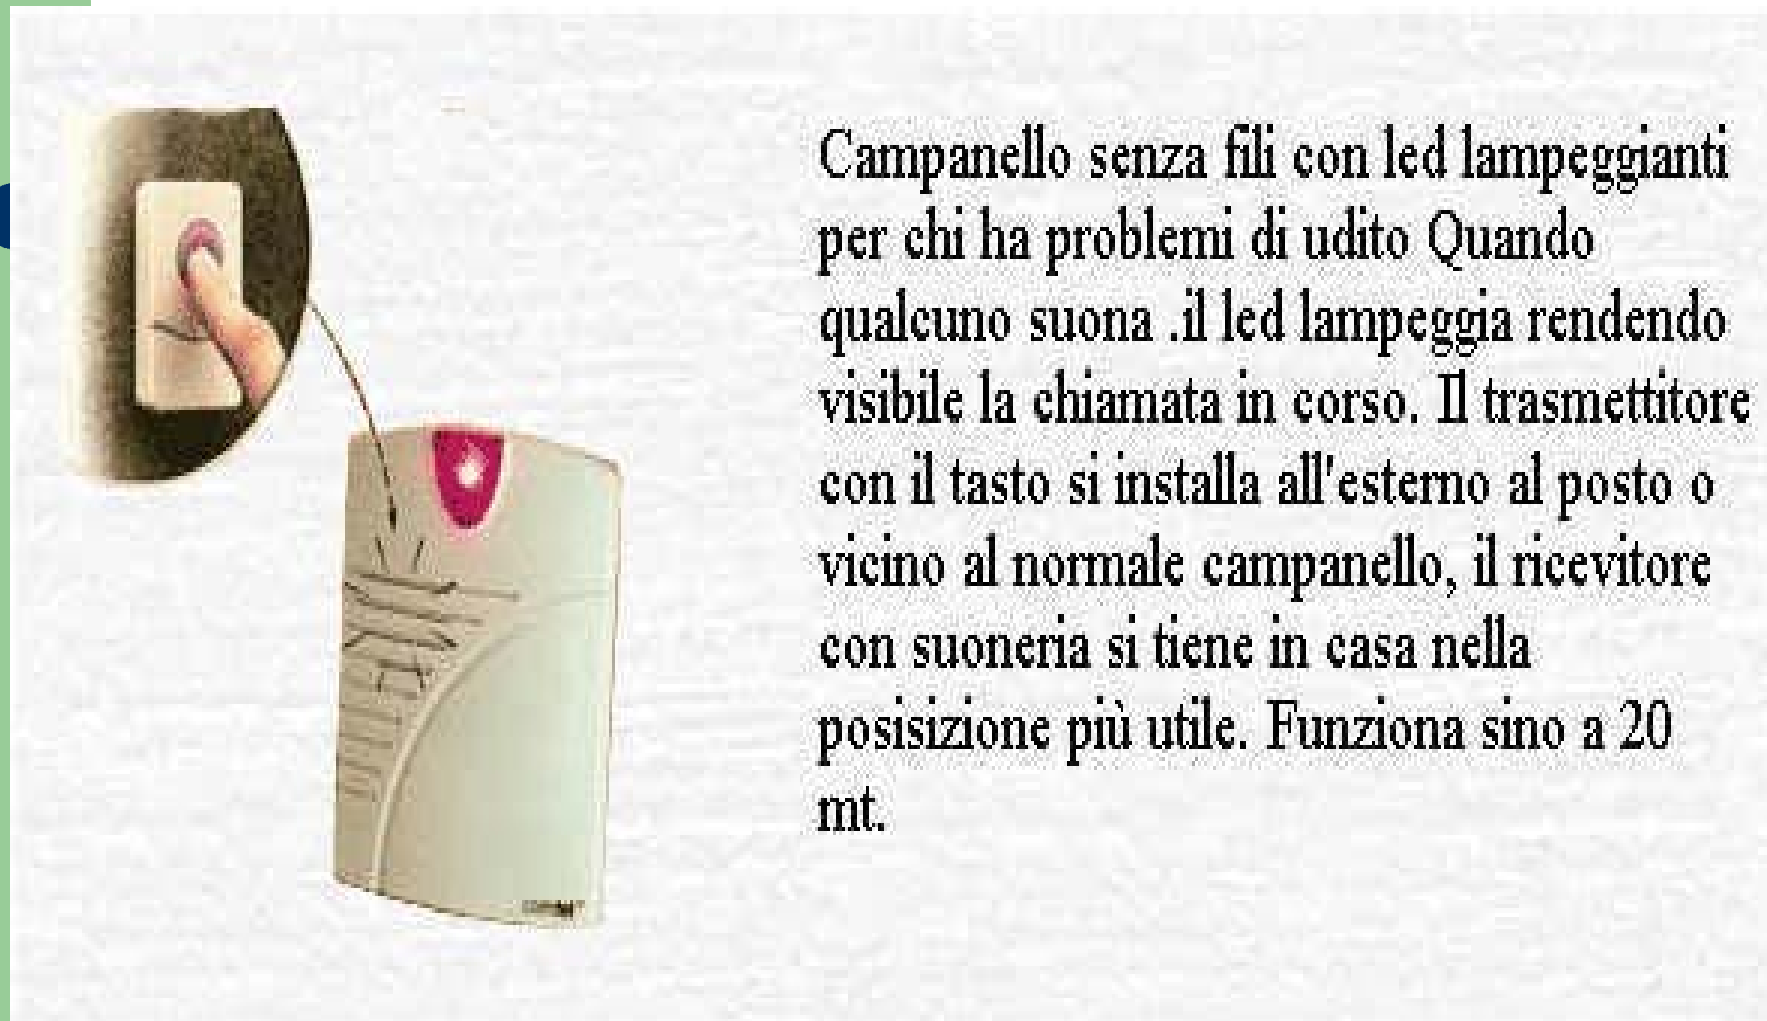 Campanello senza fili con led lampeggianti
per chi ha problemi di udito Quando
qualcuno suona .il led lampeggia rendendo
visibile la chiamata in corso. Il trasmettitore
con il tasto si installa all'esterno al posto o
vicino al normale campanello, il ricevitore
con suoneria si tiene in casa nella
posisizione più utile. Funziona sino a 20
mt.